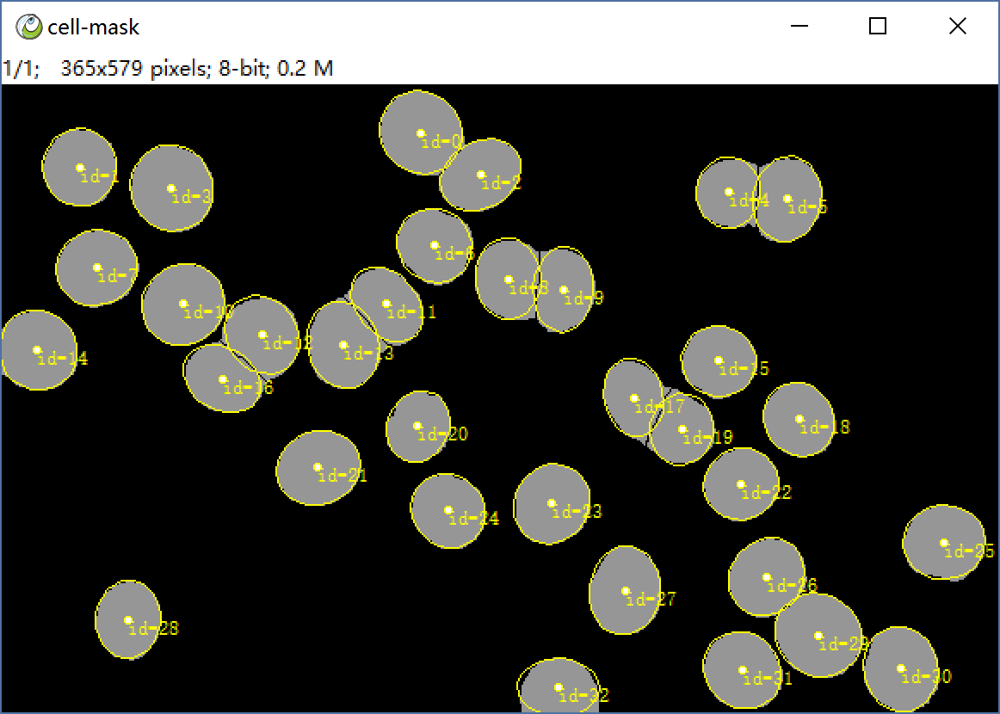 cell-mask
1/1; 365x579 pixels; 8-bit; 0.2 M
id=0
id=1
id=2
id=3
id=4
id=5
id=6
id=7
id=8
id=9
id=10
id=11
id=12
id=13
id=14
id=15
id=16
id=17
id=18
id=19
id=20
id=21
id=22
id=23
id=24
id=25
id=26
id=27
id=28
id=29
id=30
id=31
id=32